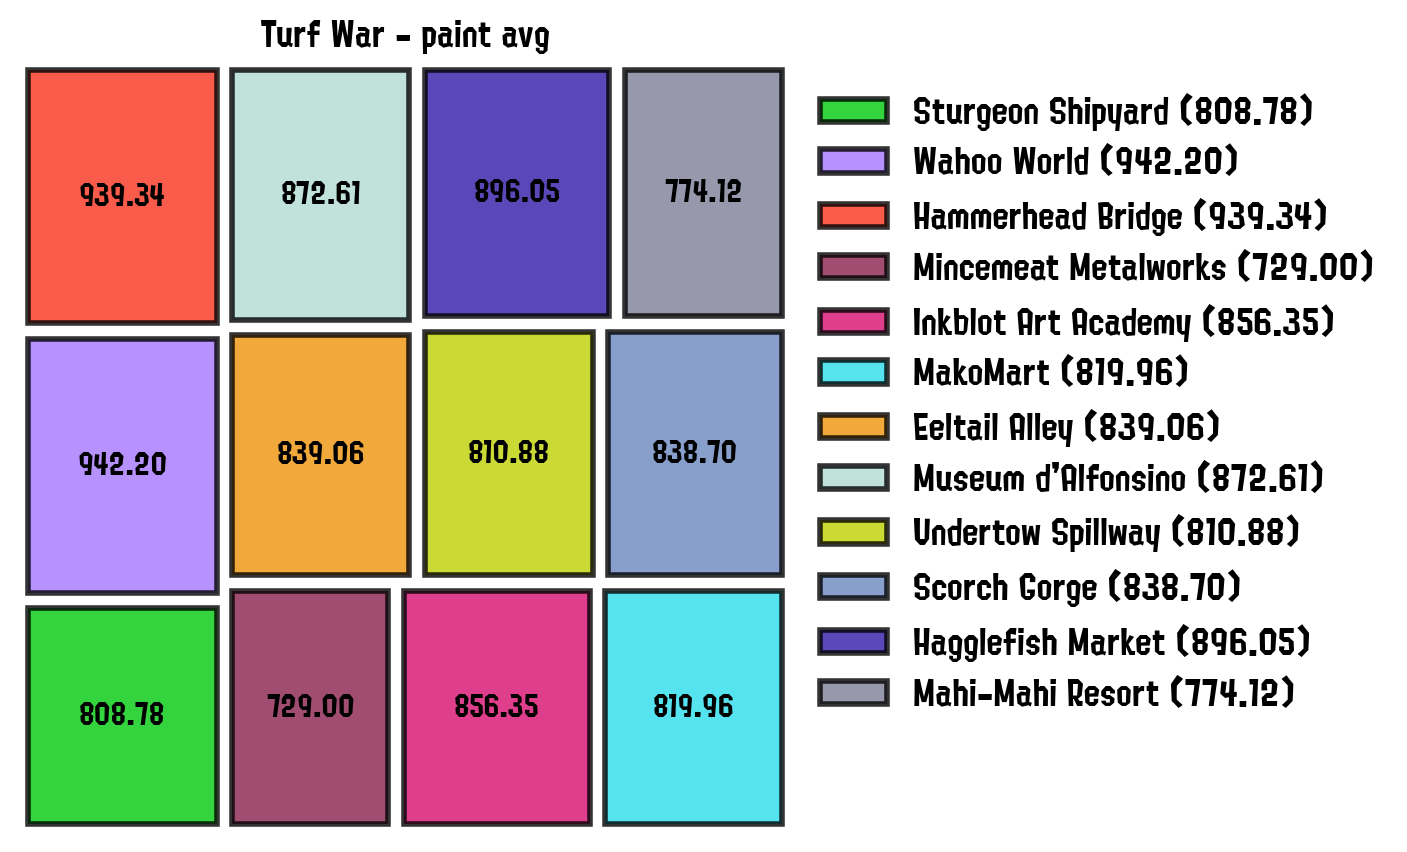 Turf War - paint avg
939.34
872.61
896.05
774.12
942.20
839.06
810.88
838.70
808.78
729.00
856.35
819.96
Sturgeon Shipyard (808.78)
Wahoo World (942.20)
Hammerhead Bridge (939.34)
Mincemeat Metalworks (729.00)
Inkblot Art Academy (856.35)
MakoMart (819.96)
Eeltail Alley (839.06)
Museum d'Alfonsino (872.61)
Undertow Spillway (810.88)
Scorch Gorge (838.70)
Hagglefish Market (896.05)
Mahi-Mahi Resort (774.12)